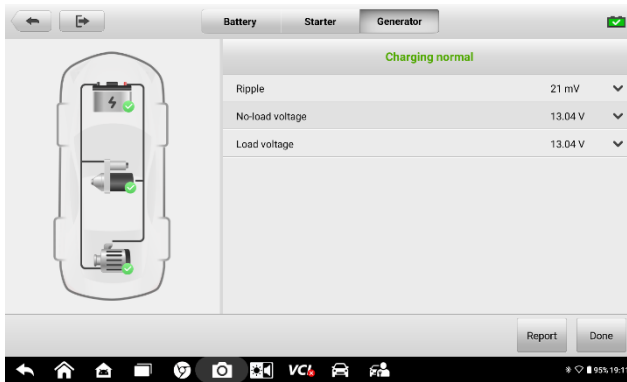 Battery Starter Generator
Charging normal
Ripple 21 mV
No-load voltage 13.04 V
Load voltage 13.04 V
Report Done
VCI 95% 19:11